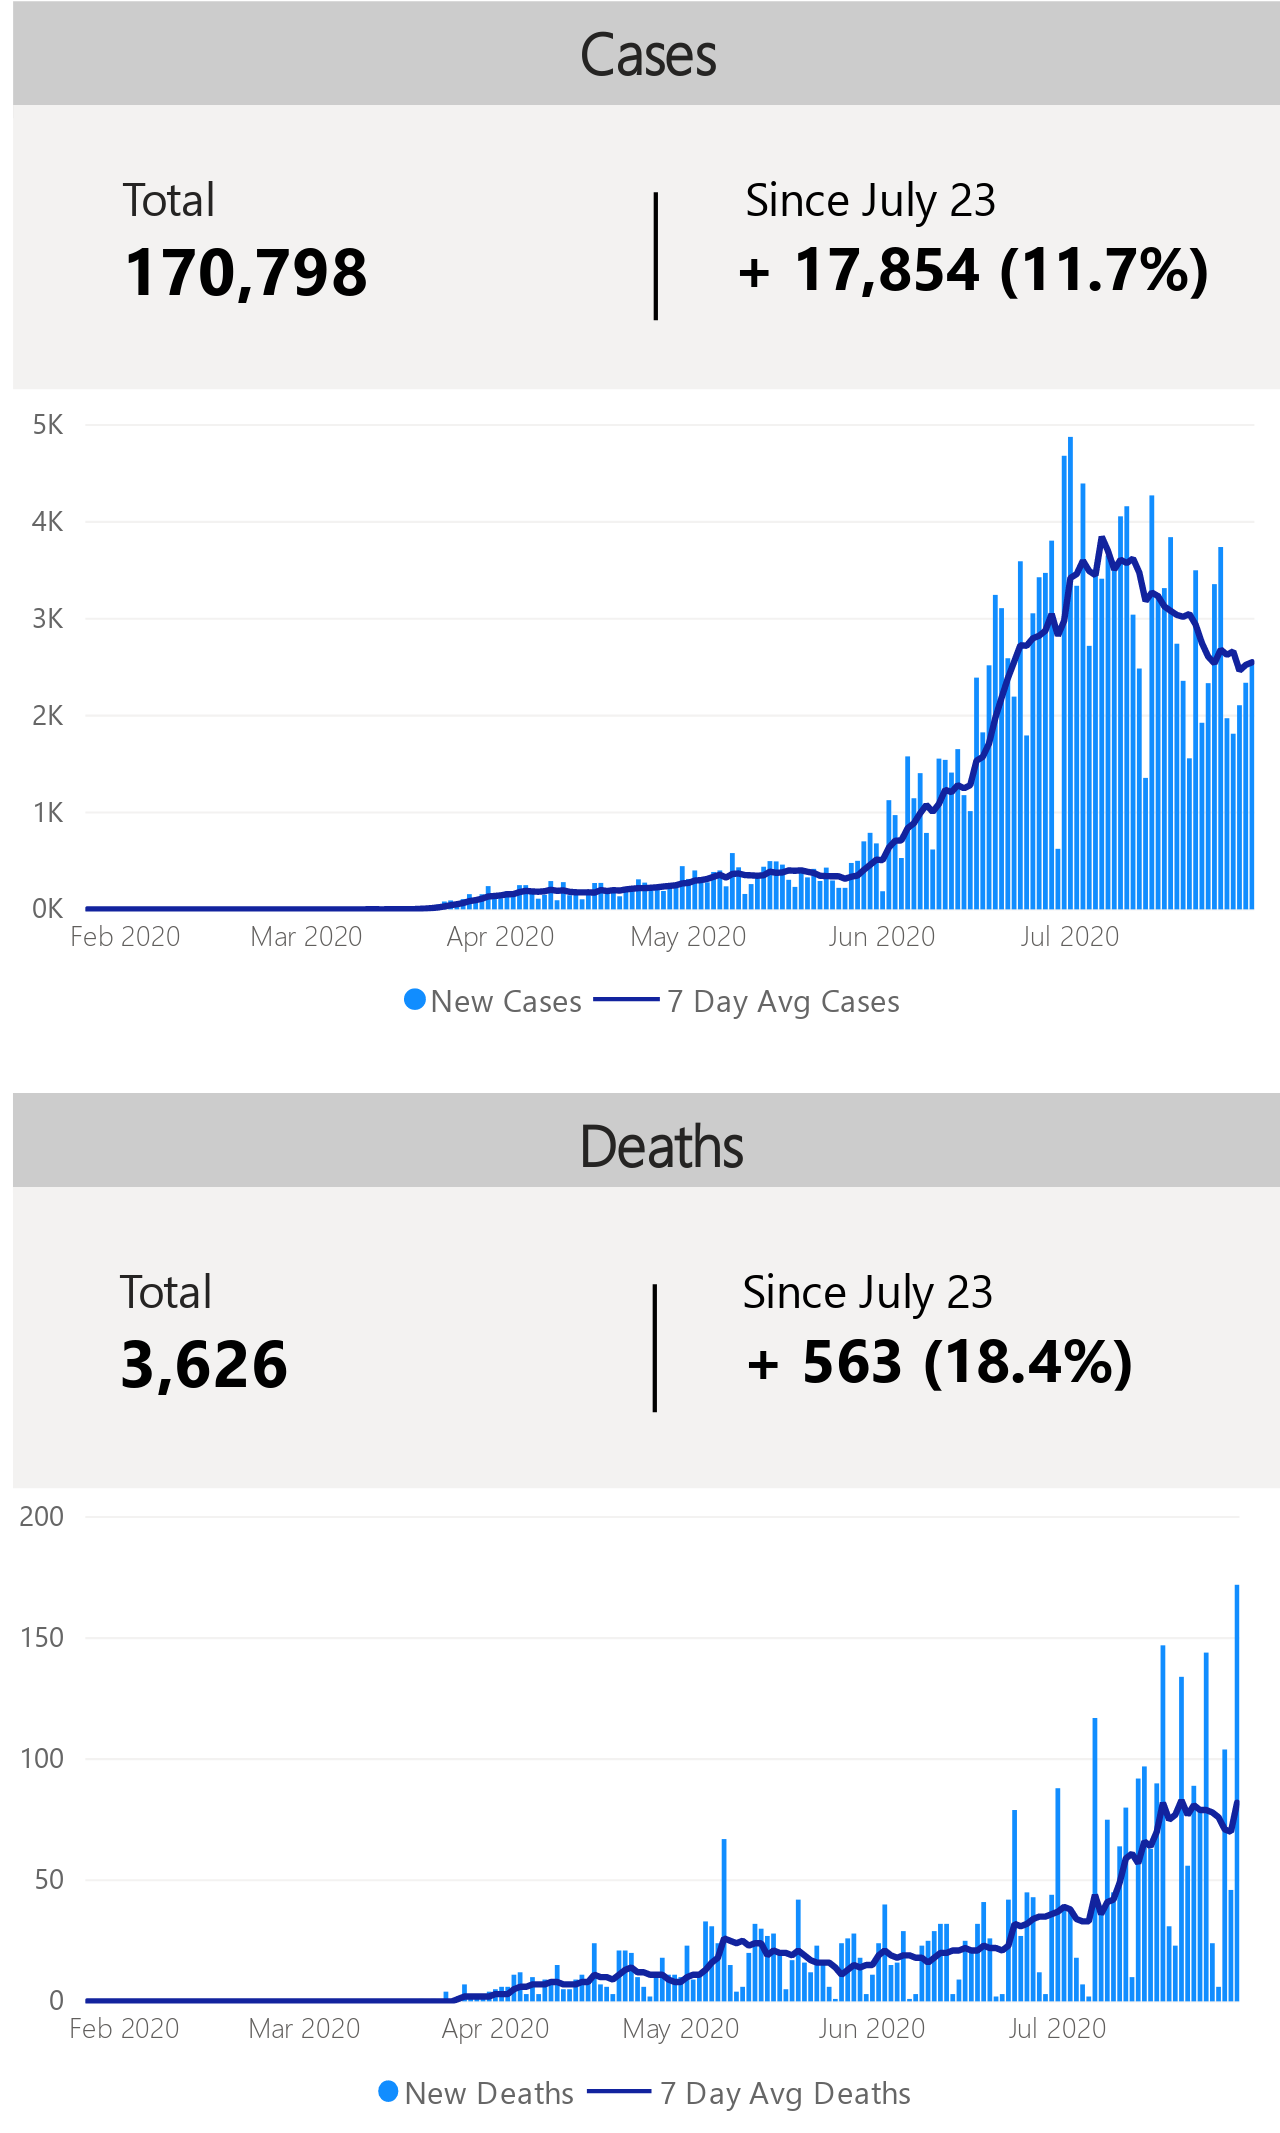 Cases
Total
Since July 23
170,798
+ 17,854 (11.7%)
5K
4K
3K
2K
1K
0K
Feb 2020
Mar 2020
Apr 2020
May 2020
Jun 2020
Jul 2020
New Cases
7 Day Avg Cases
Deaths
Total
Since July 23
3,626
+ 563 (18.4%)
200
150
100
50
0
Feb 2020
Mar 2020
Apr 2020
May 2020
Jun 2020
Jul 2020
New Deaths
7 Day Avg Deaths